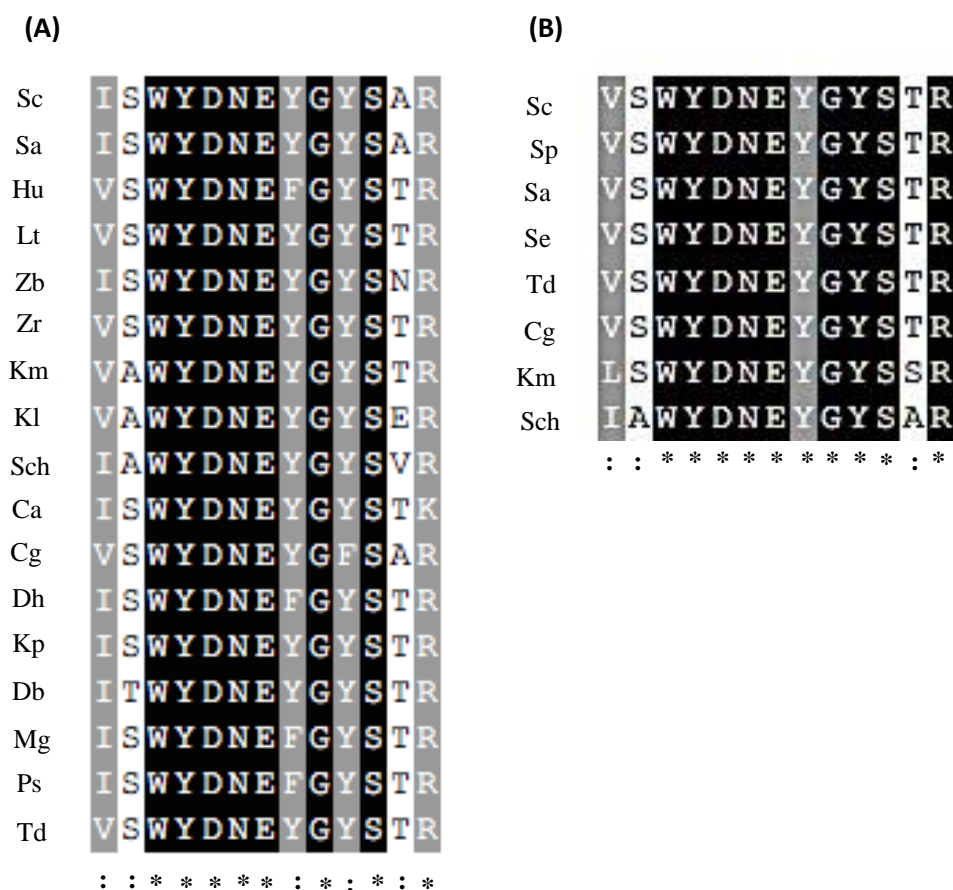 (A)
Sc ISWYDNEYGYSAR
Sa ISWYDNEYGYSAR
Hu VSWYDNEFGYSTR
Lt VSWYDNEYGYSTR
Zb ISWYDNEYGYSNR
Zr VSWYDNEYGYSTR
Km VAWYDNEYGYSTR
Kl VAWYDNEYGYSER
Sch IAWYDNEYGYSVR
Ca ISWYDNEYGYSTK
Cg VSWYDNEYGFSAR
Dh ISWYDNEFGYSTR
Kp ISWYDNEYGYSTR
Db ITWYDNEYGYSTR
Mg ISWYDNEFGYSTR
Ps ISWYDNEFGYSTR
Td VSWYDNEYGYSTR
: : * * * * * : * : * : *
(B)
Sc VSWYDNEYGYSTR
Sp VSWYDNEYGYSTR
Sa VSWYDNEYGYSTR
Se VSWYDNEYGYSTR
Td VSWYDNEYGYSTR
Cg VSWYDNEYGYSTR
Km LSWYDNEYGYSSR
Sch IAWYDNEYGYSAR
: : * * * * * * * * * : *